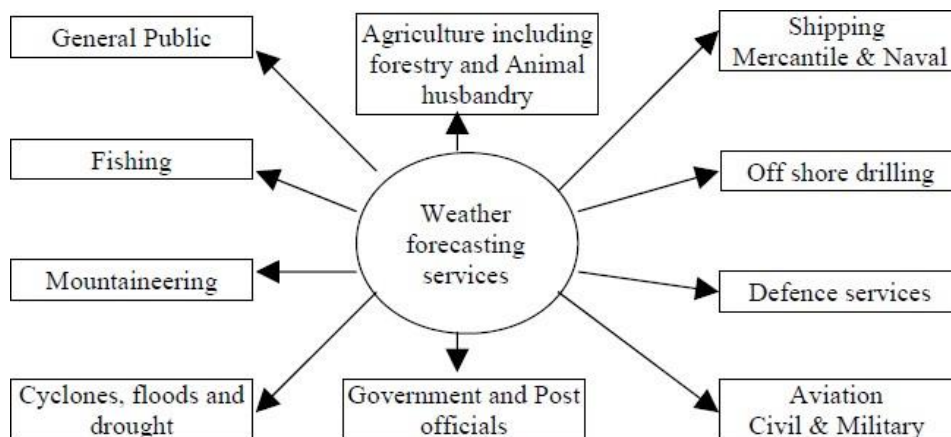 General Public
Agriculture including
forestry and Animal
husbandry
Shipping
Mercantile & Naval
Fishing
Off shore drilling
Weather
forecasting
services
Mountaineering
Defence services
Cyclones, floods and
drought
Government and Post
officials
Aviation
Civil & Military